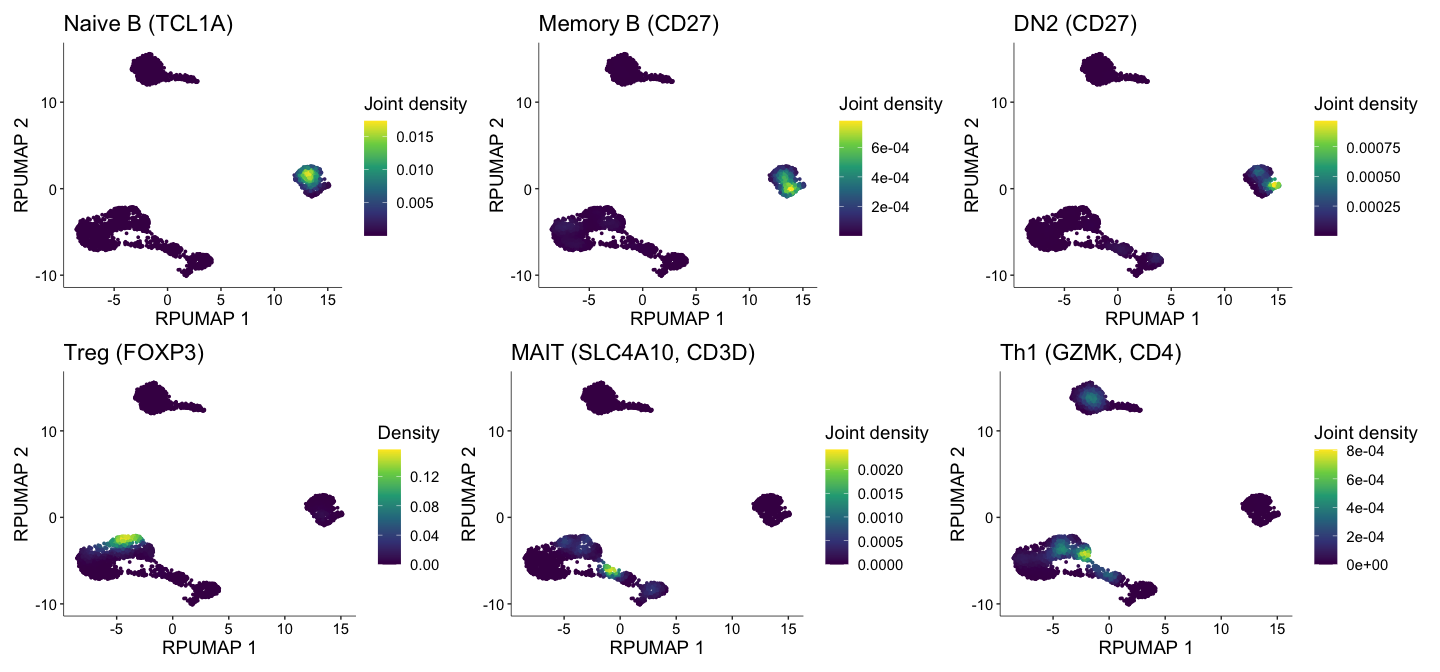 Naive B (TCL1A)
RPUMAP 2
10
0
-10
-5
0
5
10
15
RPUMAP 1
Joint density
0.015
0.010
0.005
Memory B (CD27)
RPUMAP 2
10
0
-10
-5
0
5
10
15
RPUMAP 1
Joint density
6e-04
4e-04
2e-04
DN2 (CD27)
RPUMAP 2
10
0
-10
-5
0
5
10
15
RPUMAP 1
Joint density
0.00075
0.00050
0.00025
Treg (FOXP3)
RPUMAP 2
10
0
-10
-5
0
5
10
15
RPUMAP 1
Density
0.12
0.08
0.04
0.00
MAIT (SLC4A10, CD3D)
RPUMAP 2
10
0
-10
-5
0
5
10
15
RPUMAP 1
Joint density
0.0020
0.0015
0.0010
0.0005
0.0000
Th1 (GZMK, CD4)
RPUMAP 2
10
0
-10
-5
0
5
10
15
RPUMAP 1
Joint density
8e-04
6e-04
4e-04
2e-04
0e+00